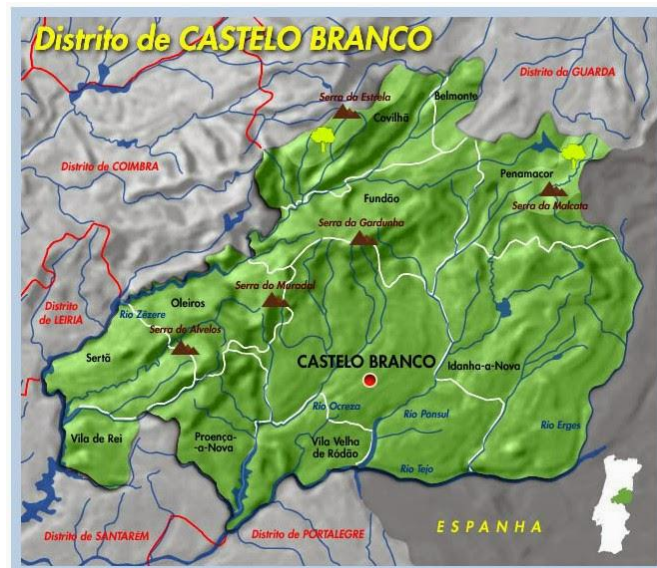 Distrito de CASTELO BRANCO
Distrito da GUARDA
Serra da Estrela
Belmonte
Covilhã
Distrito de COIMBRA
Penamacor
Fundão
Serra da Malcata
Serra da Gardunha
Distrito
de LEIRIA
Oleiros
Serra do Muradal
Rio Zêzere
Serra de Alvelos
Sertã
CASTELO BRANCO
Idanha-a-Nova
Rio Ocreza
Rio Ponsul
Rio Erges
Vila de Rei
Proença-
-a-Nova
Vila Velha
de Ródão
Rio Tejo
Distrito de SANTARÉM
Distrito de PORTALEGRE
ESPANHA